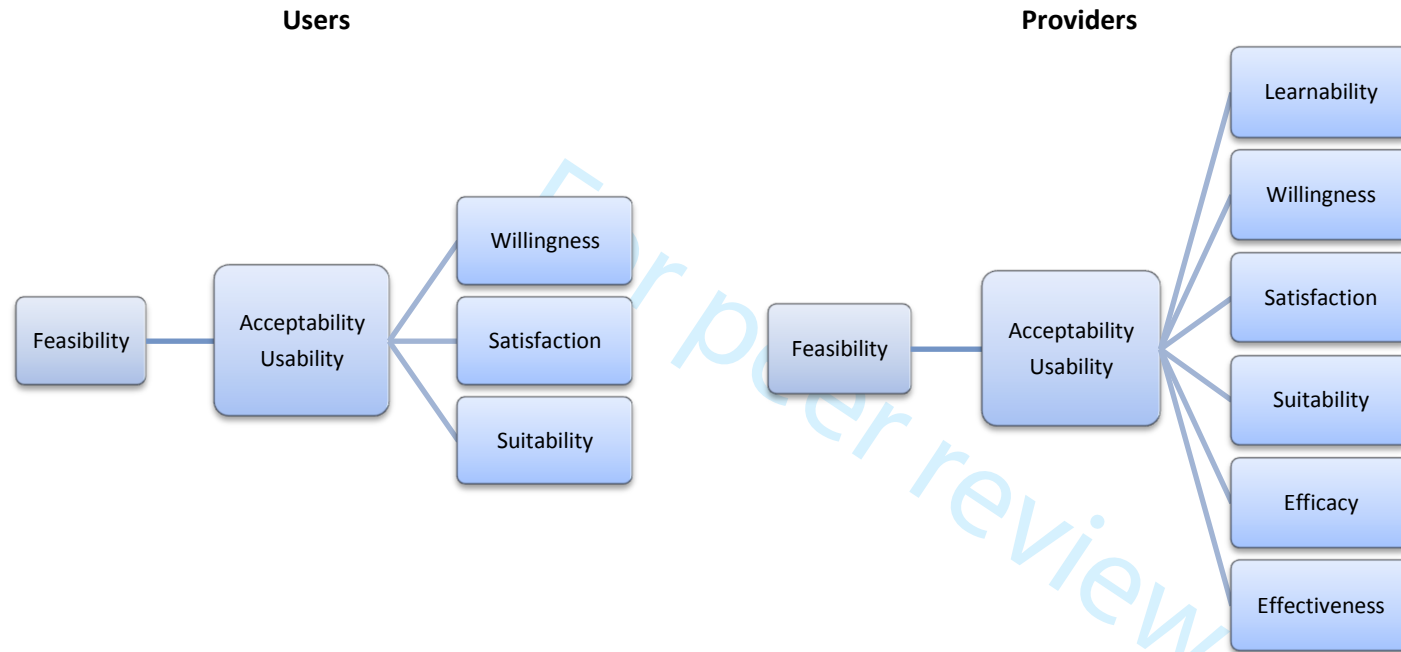 Users
Feasibility
Acceptability
Usability
Willingness
Satisfaction
Suitability
Providers
Feasibility
Acceptability
Usability
Learnability
Willingness
Satisfaction
Suitability
Efficacy
Effectiveness
For peer review